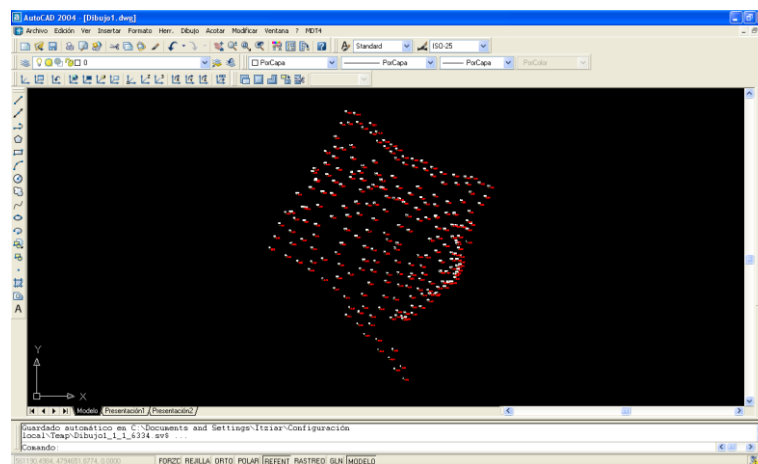 AutoCAD 2004 - [Dibujo1.dwg]
Archivo Edición Ver Insertar Formato Herr. Dibujo Acotar Modificar Ventana ? MDT4
Standard ISO-25
0 PorCapa PorCapa PorCapa PorColor
Y
X
Modelo Presentación1 Presentación2
Guardado automático en C:\Documents and Settings\Itziar\Configuración
local\Temp\Dibujo1_1_1_6334.sv$ ...
Comando:
FORZC REJILLA ORTO POLAR REFENT RASTREO GLN MODELO